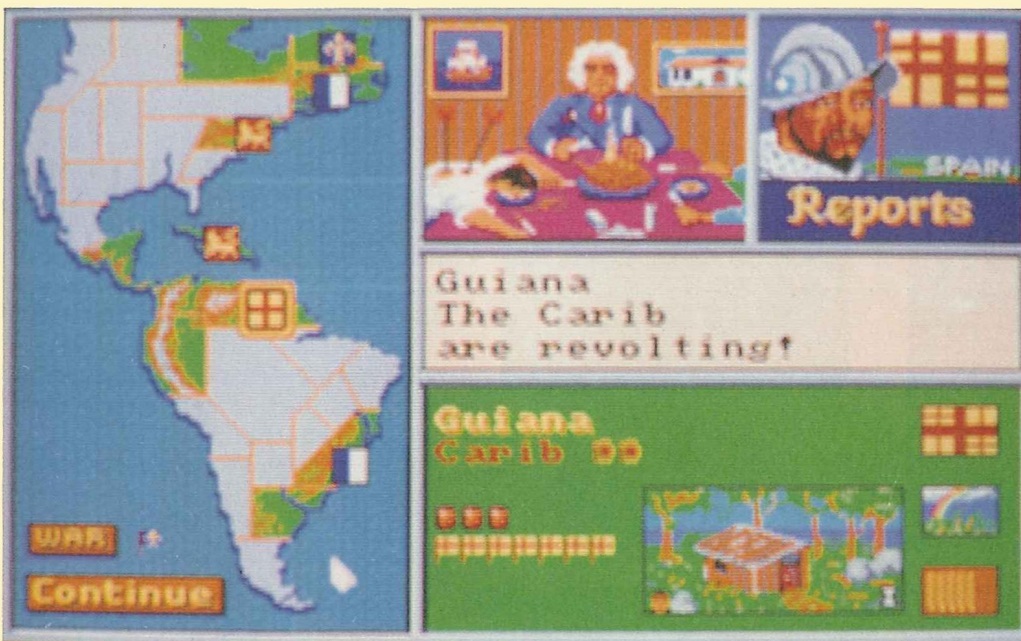 SPAIN
Reports
Guiana
The Carib
are revolting!
Guiana
Carib
WAR
Continue